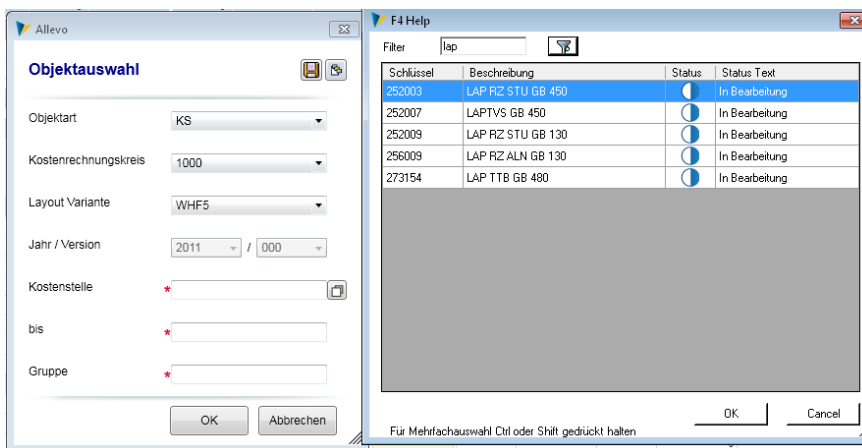 Allevo
Objektauswahl
Objektart KS
Kostenrechnungskreis 1000
Layout Variante WHF5
Jahr / Version 2011 / 000
Kostenstelle *
bis *
Gruppe *
OK Abbrechen
F4 Help
Filter lap
Schlüssel Beschreibung Status Status Text
252003 LAP RZ STU GB 450 In Bearbeitung
252007 LAPTVS GB 450 In Bearbeitung
252009 LAP RZ STU GB 130 In Bearbeitung
256009 LAP RZ ALN GB 130 In Bearbeitung
273154 LAP TTB GB 480 In Bearbeitung
OK Cancel
Für Mehrfachauswahl Ctrl oder Shift gedrückt halten